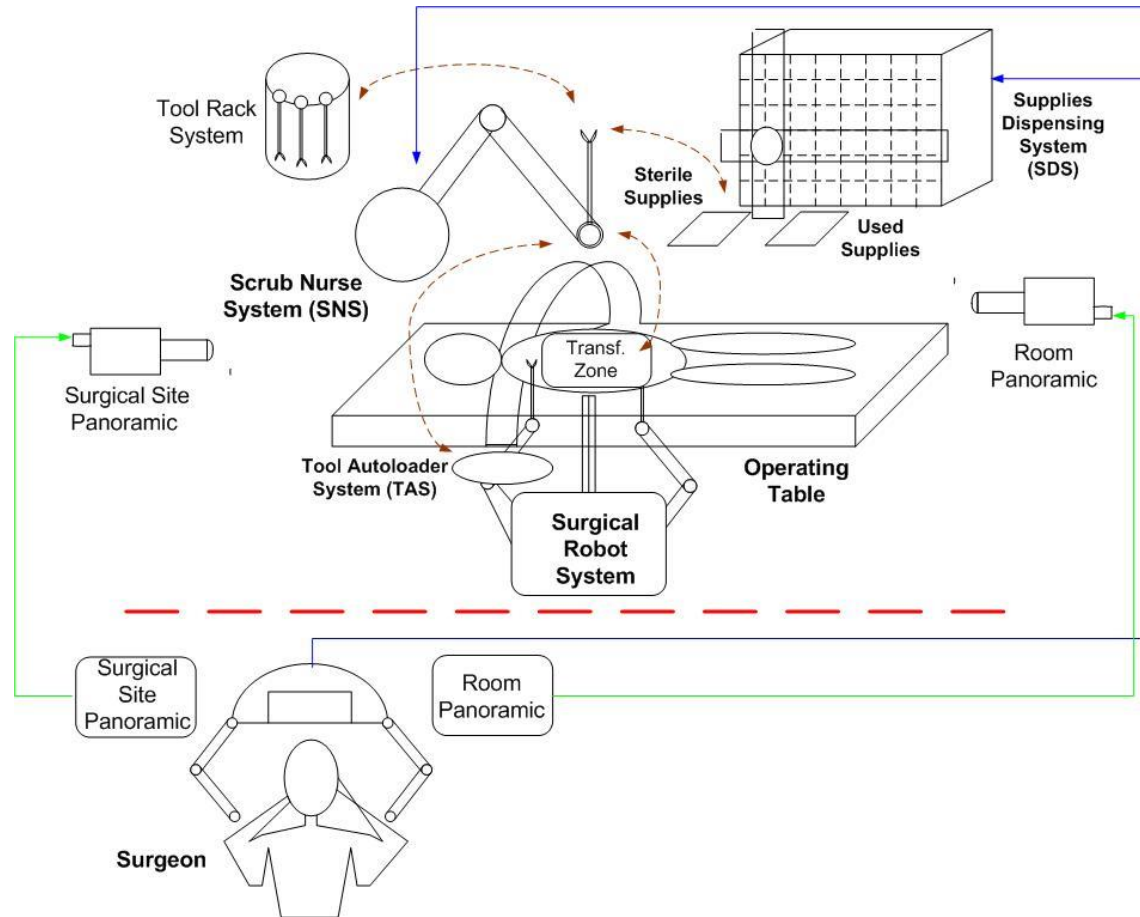 Tool Rack
System
Supplies
Dispensing
System
(SDS)
Sterile
Supplies
Used
Supplies
Scrub Nurse
System (SNS)
Transf.
Zone
Surgical Site
Panoramic
Room
Panoramic
Tool Autoloader
System (TAS)
Operating
Table
Surgical
Robot
System
Surgical
Site
Panoramic
Room
Panoramic
Surgeon